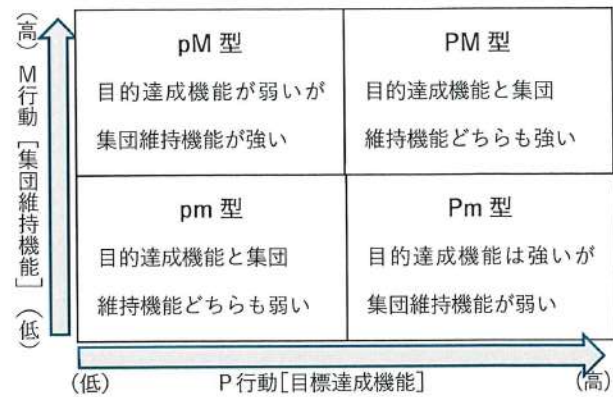 (高)
M行動［集団維持機能］
(低)
pM 型
目的達成機能が弱いが
集団維持機能が強い
PM 型
目的達成機能と集団
維持機能どちらも強い
pm 型
目的達成機能と集団
維持機能どちらも弱い
Pm 型
目的達成機能は強いが
集団維持機能が弱い
(低)
P行動［目標達成機能］
(高)